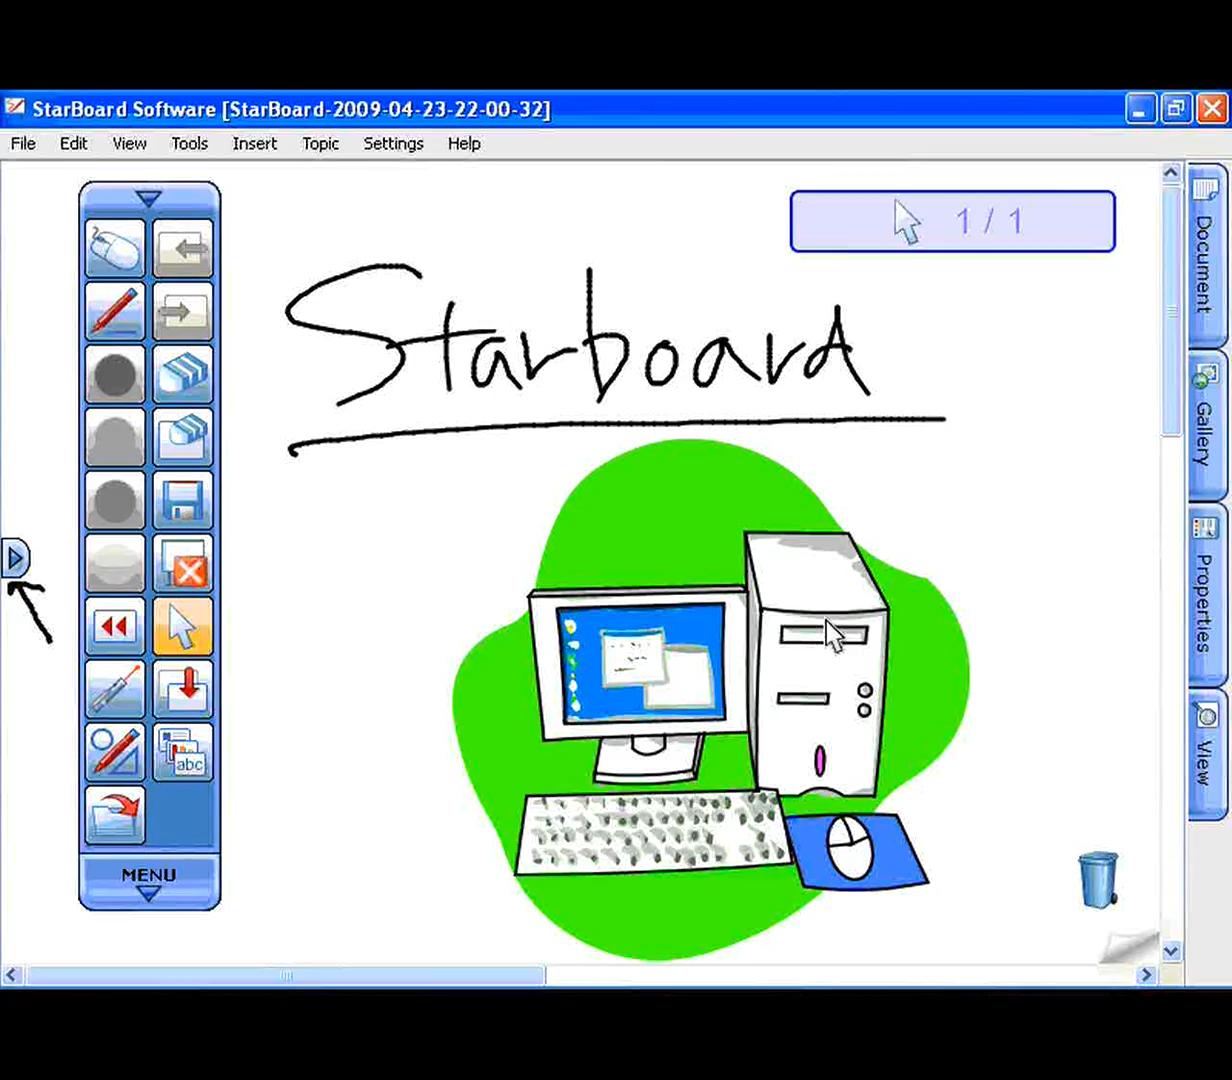 StarBoard Software [StarBoard-2009-04-23-22-00-32]
File Edit View Tools Insert Topic Settings Help
1 / 1
Starboard
Document
Gallery
Properties
View
abc
MENU